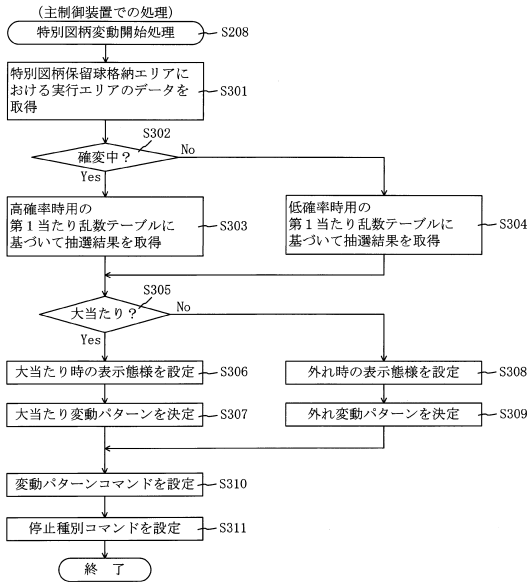 （主制御装置での処理）
特別図柄変動開始処理
S208
特別図柄保留球格納エリアに
おける実行エリアのデータを
取得
S301
S302
確変中？
No
Yes
高確率時用の
第１当たり乱数テーブルに
基づいて抽選結果を取得
S303
低確率時用の
第１当たり乱数テーブルに
基づいて抽選結果を取得
S304
S305
大当たり？
No
Yes
大当たり時の表示態様を設定
S306
外れ時の表示態様を設定
S308
大当たり変動パターンを決定
S307
外れ変動パターンを決定
S309
変動パターンコマンドを設定
S310
停止種別コマンドを設定
S311
終 了